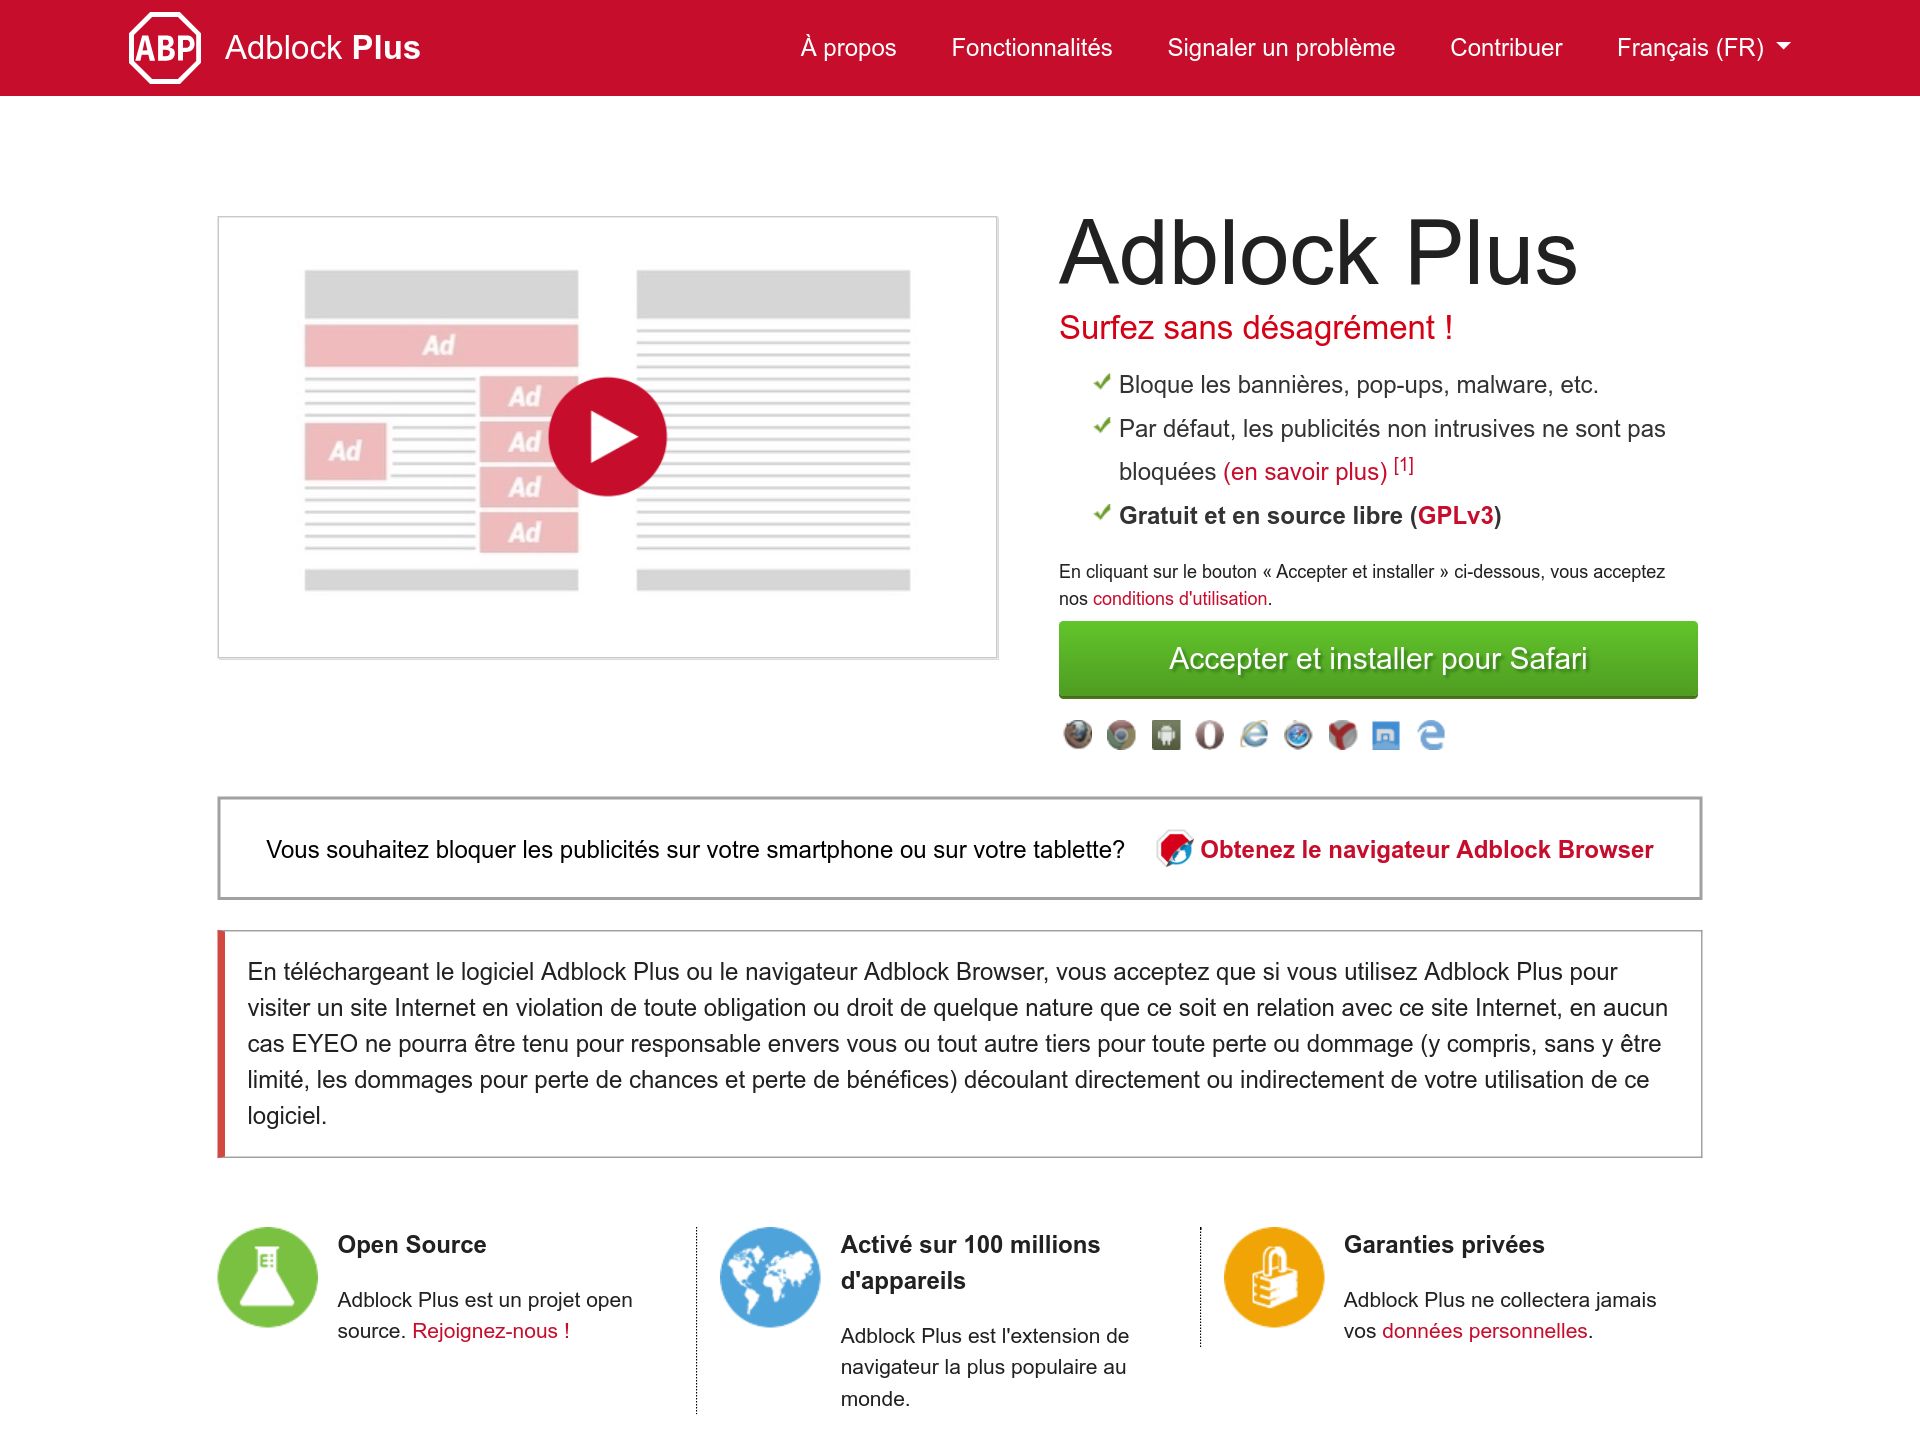 ABP Adblock Plus
À propos Fonctionnalités Signaler un problème Contribuer Français (FR)
Ad
Ad
Ad
Ad
Ad
Ad
Adblock Plus
Surfez sans désagrément !
Bloque les bannières, pop-ups, malware, etc.
Par défaut, les publicités non intrusives ne sont pas
bloquées (en savoir plus) [1]
Gratuit et en source libre (GPLv3)
En cliquant sur le bouton « Accepter et installer » ci-dessous, vous acceptez
nos conditions d'utilisation.
Accepter et installer pour Safari
Vous souhaitez bloquer les publicités sur votre smartphone ou sur votre tablette? Obtenez le navigateur Adblock Browser
En téléchargeant le logiciel Adblock Plus ou le navigateur Adblock Browser, vous acceptez que si vous utilisez Adblock Plus pour
visiter un site Internet en violation de toute obligation ou droit de quelque nature que ce soit en relation avec ce site Internet, en aucun
cas EYEO ne pourra être tenu pour responsable envers vous ou tout autre tiers pour toute perte ou dommage (y compris, sans y être
limité, les dommages pour perte de chances et perte de bénéfices) découlant directement ou indirectement de votre utilisation de ce
logiciel.
Open Source
Adblock Plus est un projet open
source. Rejoignez-nous !
Activé sur 100 millions
d'appareils
Adblock Plus est l'extension de
navigateur la plus populaire au
monde.
Garanties privées
Adblock Plus ne collectera jamais
vos données personnelles.